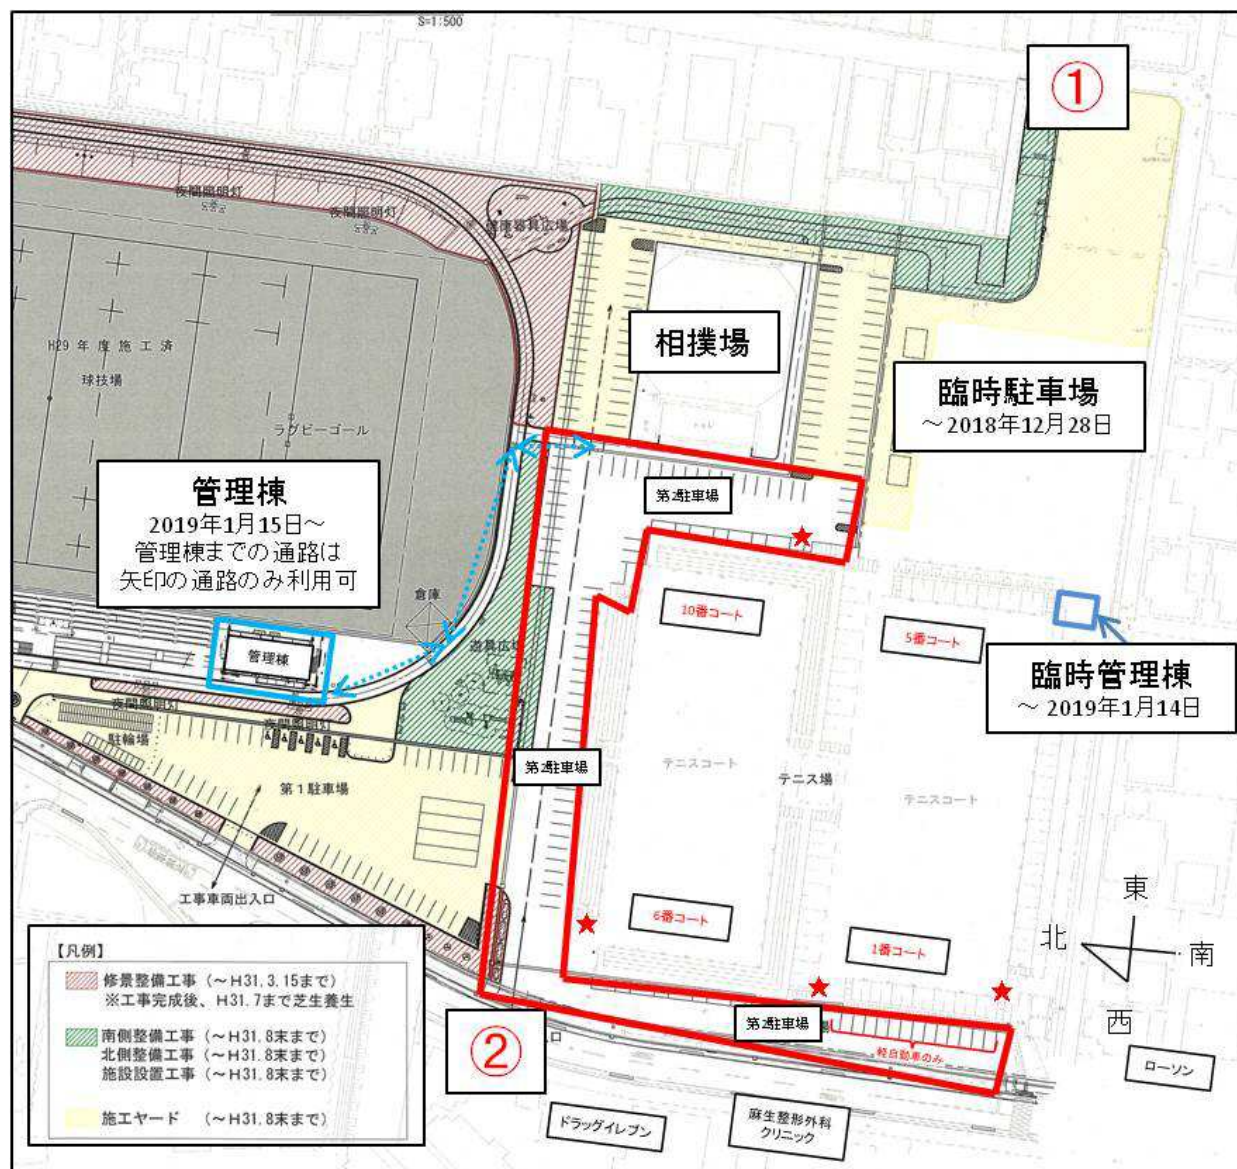 S=1:500
①
夜間照明灯
夜間照明灯
健康器具広場
H29年度施工済
球技場
ラグビーゴール
相撲場
臨時駐車場
～2018年12月28日
管理棟
2019年1月15日～
管理棟までの通路は
矢印の通路のみ利用可
第2駐車場
倉庫
遊具広場
管理棟
10番コート
5番コート
臨時管理棟
～2019年1月14日
夜間照明灯
夜間照明灯
駐輪場
第1駐車場
第2駐車場
テニスコート
テニス場
テニスコート
工事車両出入口
6番コート
1番コート
東
北
南
西
【凡例】
修景整備工事（～H31.3.15まで）
※工事完成後、H31.7まで芝生養生
南側整備工事（～H31.8末まで）
北側整備工事（～H31.8末まで）
施設設置工事（～H31.8末まで）
施工ヤード（～H31.8末まで）
②
入口
第2駐車場
軽自動車のみ
ローソン
ドラッグイレブン
麻生整形外科
クリニック